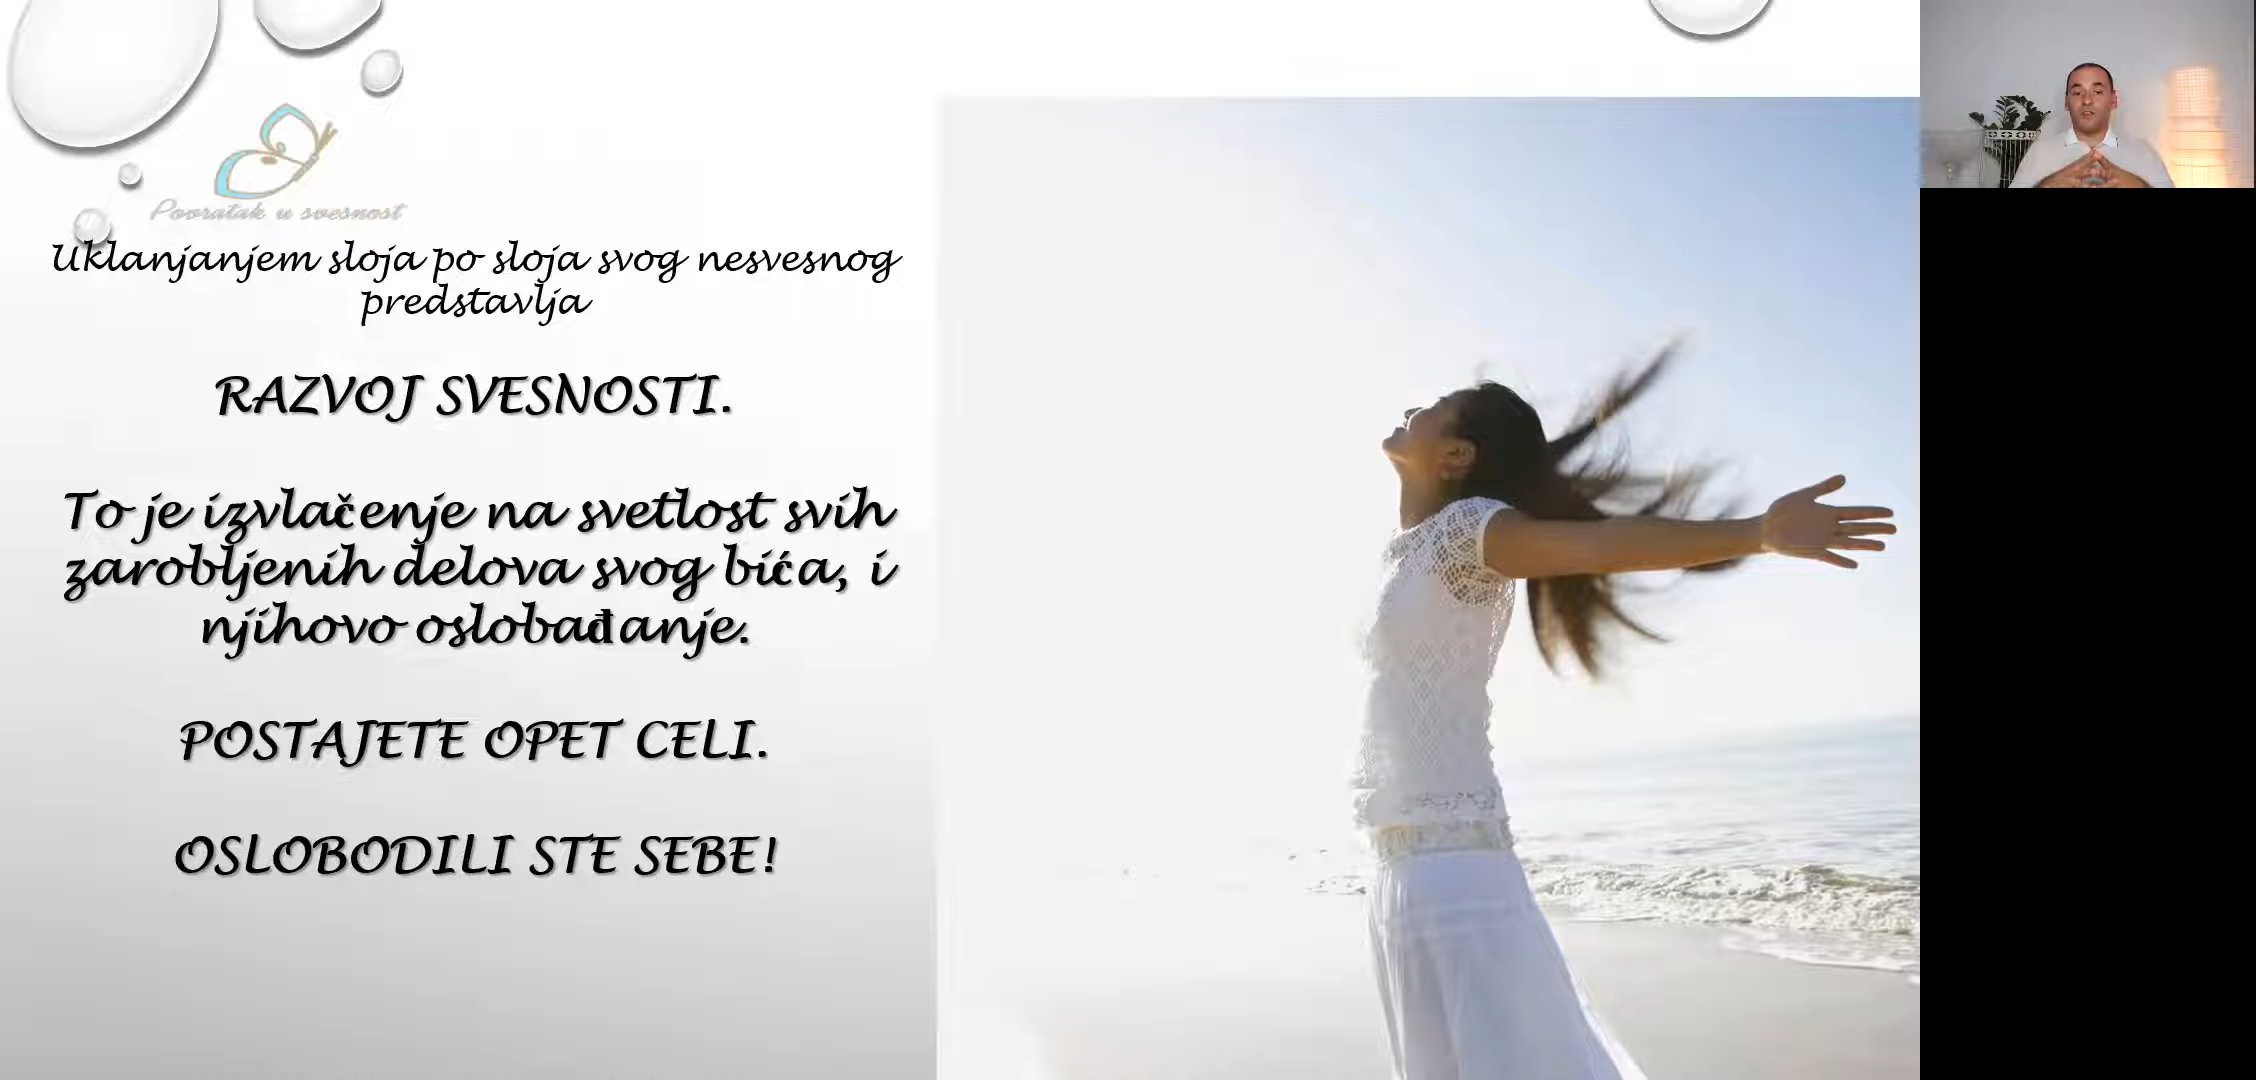 Povratak u svesnost
Uklanjanjem sloja po sloja svog nesvesnog
predstavlja
RAZVOJ SVESNOSTI.
To je izvlačenje na svetlost svih
zarobljenih delova svog bića, i
njihovo oslobađanje.
POSTAJETE OPET CELI.
OSLOBODILI STE SEBE!